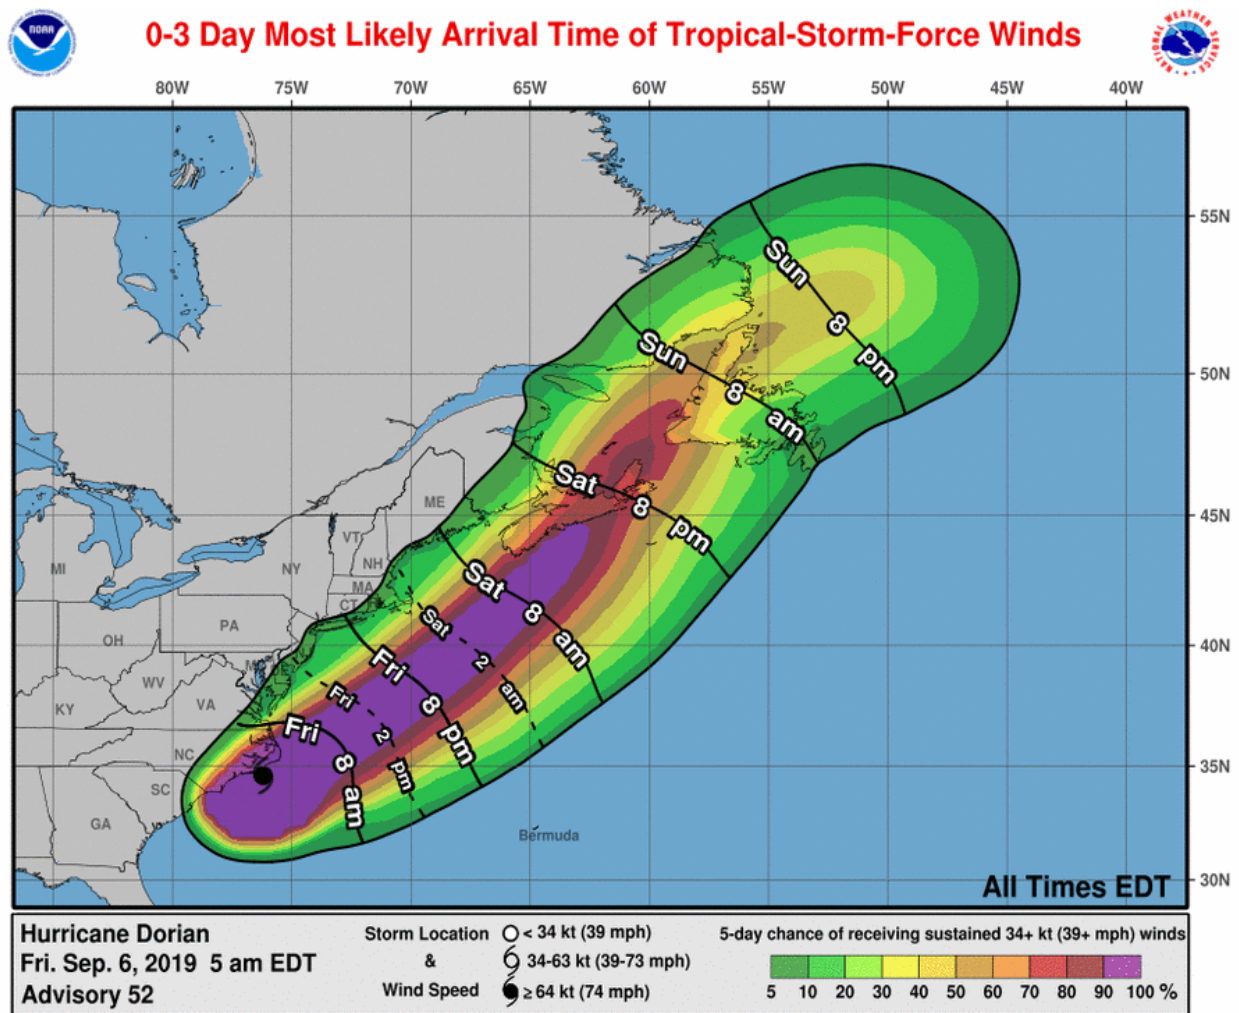 NOAA
0-3 Day Most Likely Arrival Time of Tropical-Storm-Force Winds
NATIONAL WEATHER SERVICE
80W 75W 70W 65W 60W 55W 50W 45W 40W
55N
50N
45N
40N
35N
30N
Sun 8 pm
Sun 8 am
Sat 8 pm
Sat 8 am
Sat 2 am
Fri 8 pm
Fri 2 pm
Fri 8 am
ME
VT
NH
MI
NY
MA
CT
PA
OH
WV
VA
KY
NC
SC
GA
Bermuda
All Times EDT
Hurricane Dorian
Fri. Sep. 6, 2019 5 am EDT
Advisory 52
Storm Location
&
Wind Speed
< 34 kt (39 mph)
34-63 kt (39-73 mph)
≥ 64 kt (74 mph)
5-day chance of receiving sustained 34+ kt (39+ mph) winds
5 10 20 30 40 50 60 70 80 90 100 %